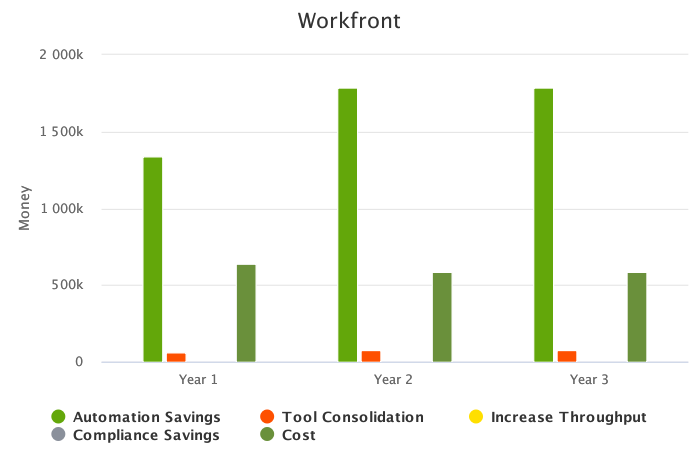 Workfront
2 000k
1 500k
1 000k
500k
0
Money
Year 1 Year 2 Year 3
Automation Savings Tool Consolidation Increase Throughput
Compliance Savings Cost